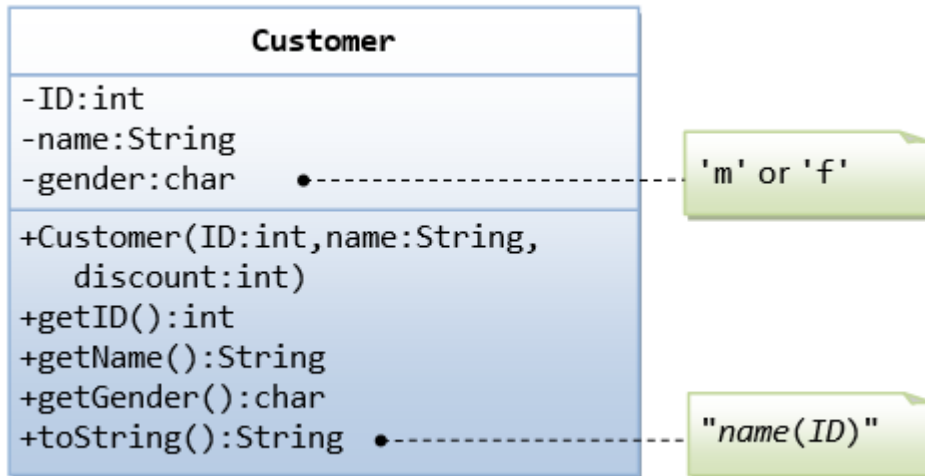 Customer
-ID:int
-name:String
-gender:char
'm' or 'f'
+Customer(ID:int,name:String,
discount:int)
+getID():int
+getName():String
+getGender():char
+toString():String
"name(ID)"